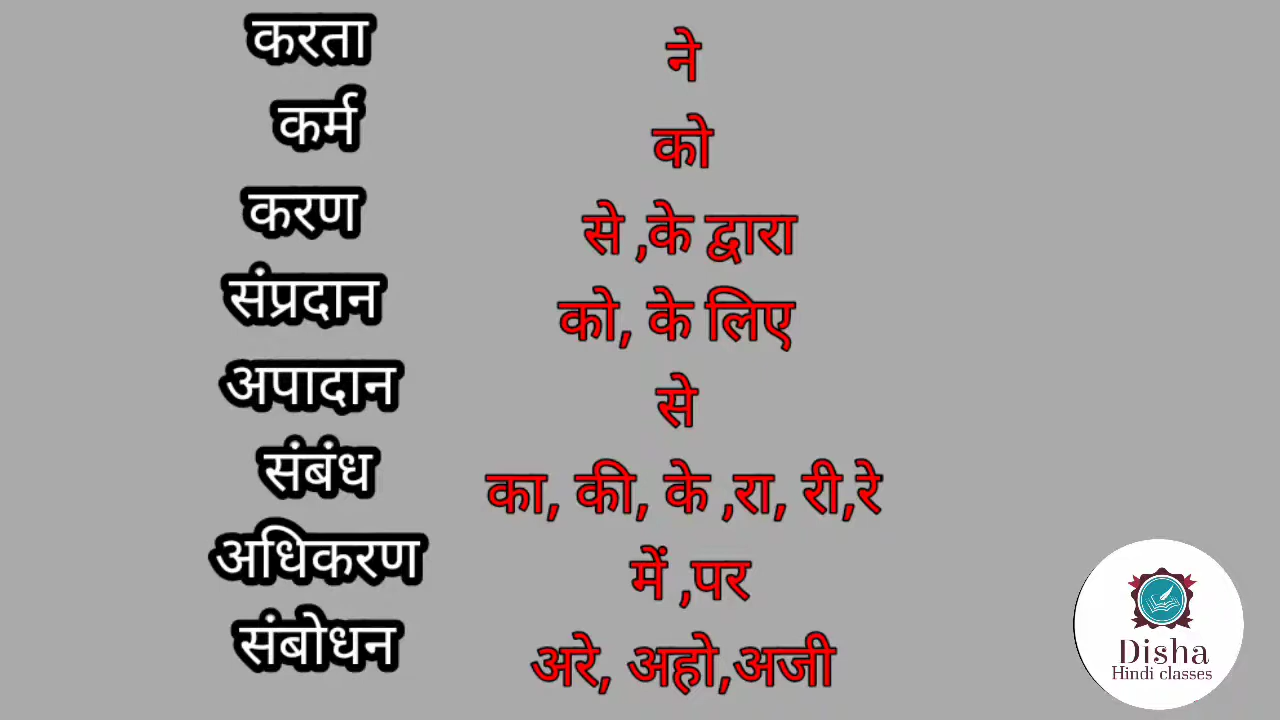 करता ने
कर्म को
करण से ,के द्वारा
संप्रदान को, के लिए
अपादान से
संबंध का, की, के ,रा, री,रे
अधिकरण में ,पर
संबोधन अरे, अहो,अजी
Disha
Hindi classes